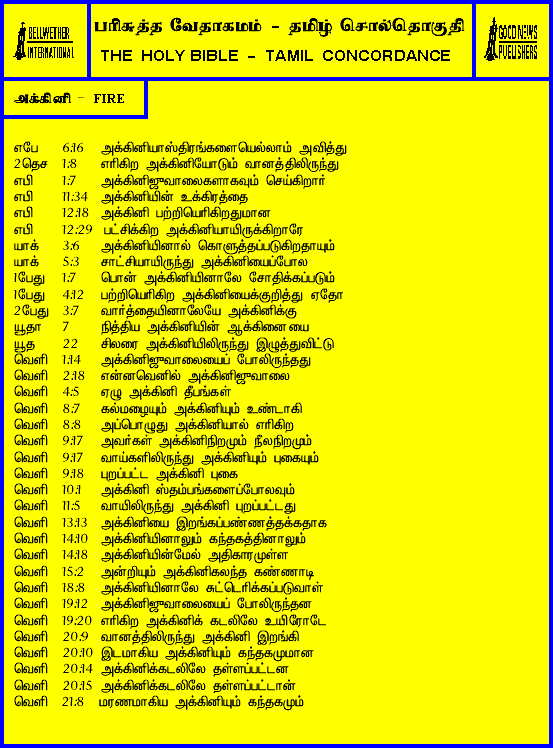 BELLWETHER
INTERNATIONAL
பரிசுத்த வேதாகமம் - தமிழ் சொல்தொகுதி
THE HOLY BIBLE - TAMIL CONCORDANCE
GOOD NEWS
PUBLISHERS
அக்கினி - FIRE
எபே 6:16 அக்கினியாஸ்திரங்களையெல்லாம் அவித்து
2தெச 1:8 எரிகிற அக்கினியோடும் வானத்திலிருந்து
எபி 1:7 அக்கினிஜுவாலைகளாகவும் செய்கிறார்
எபி 11:34 அக்கினியின் உக்கிரத்தை
எபி 12:18 அக்கினி பற்றியெரிகிறதுமான
எபி 12:29 பட்சிக்கிற அக்கினியாயிருக்கிறாரே
யாக் 3:6 அக்கினியினால் கொளுத்தப்படுகிறதாயும்
யாக் 5:3 சாட்சியாயிருந்து அக்கினியைப்போல
1பேது 1:7 பொன் அக்கினியினாலே சோதிக்கப்படும்
1பேது 4:12 பற்றியெரிகிற அக்கினியைக்குறித்து ஏதோ
2பேது 3:7 வார்த்தையினாலேயே அக்கினிக்கு
யூதா 7 நித்திய அக்கினியின் ஆக்கினையை
யூத 22 சிலரை அக்கினியிலிருந்து இழுத்துவிட்டு
வெளி 1:14 அக்கினிஜுவாலையைப் போலிருந்தது
வெளி 2:18 என்னவெனில் அக்கினிஜுவாலை
வெளி 4:5 ஏழு அக்கினி தீபங்கள்
வெளி 8:7 கல்மழையும் அக்கினியும் உண்டாகி
வெளி 8:8 அப்பொழுது அக்கினியால் எரிகிற
வெளி 9:17 அவர்கள் அக்கினிநிறமும் நீலநிறமும்
வெளி 9:17 வாய்களிலிருந்து அக்கினியும் புகையும்
வெளி 9:18 புறப்பட்ட அக்கினி புகை
வெளி 10:1 அக்கினி ஸ்தம்பங்களைப்போலவும்
வெளி 11:5 வாயிலிருந்து அக்கினி புறப்பட்டது
வெளி 13:13 அக்கினியை இறங்கப்பண்ணத்தக்கதாக
வெளி 14:10 அக்கினியினாலும் கந்தகத்தினாலும்
வெளி 14:18 அக்கினியின்மேல் அதிகாரமுள்ள
வெளி 15:2 அன்றியும் அக்கினிகலந்த கண்ணாடி
வெளி 18:8 அக்கினியினாலே சுட்டெரிக்கப்படுவாள்
வெளி 19:12 அக்கினிஜுவாலையைப் போலிருந்தன
வெளி 19:20 எரிகிற அக்கினிக் கடலிலே உயிரோடே
வெளி 20:9 வானத்திலிருந்து அக்கினி இறங்கி
வெளி 20:10 இடமாகிய அக்கினியும் கந்தகமுமான
வெளி 20:14 அக்கினிக்கடலிலே தள்ளப்பட்டன
வெளி 20:15 அக்கினிக்கடலிலே தள்ளப்பட்டான்
வெளி 21:8 மரணமாகிய அக்கினியும் கந்தகமும்